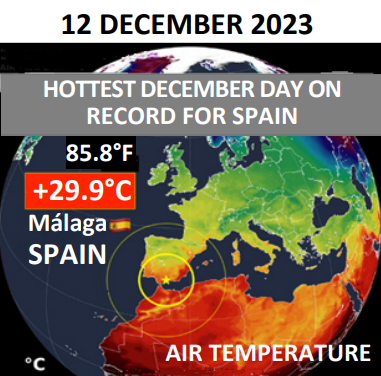 12 DECEMBER 2023
HOTTEST DECEMBER DAY ON
RECORD FOR SPAIN
85.8°F
+29.9°C
Málaga
SPAIN
AIR TEMPERATURE
°C